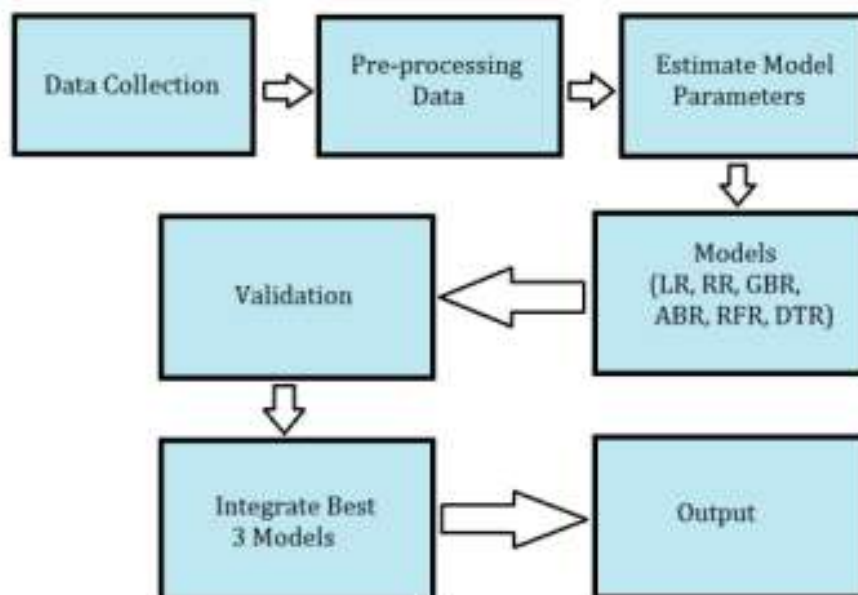 Data Collection
Pre-processing
Data
Estimate Model
Parameters
Models
(LR, RR, GBR,
ABR, RFR, DTR)
Validation
Integrate Best
3 Models
Output